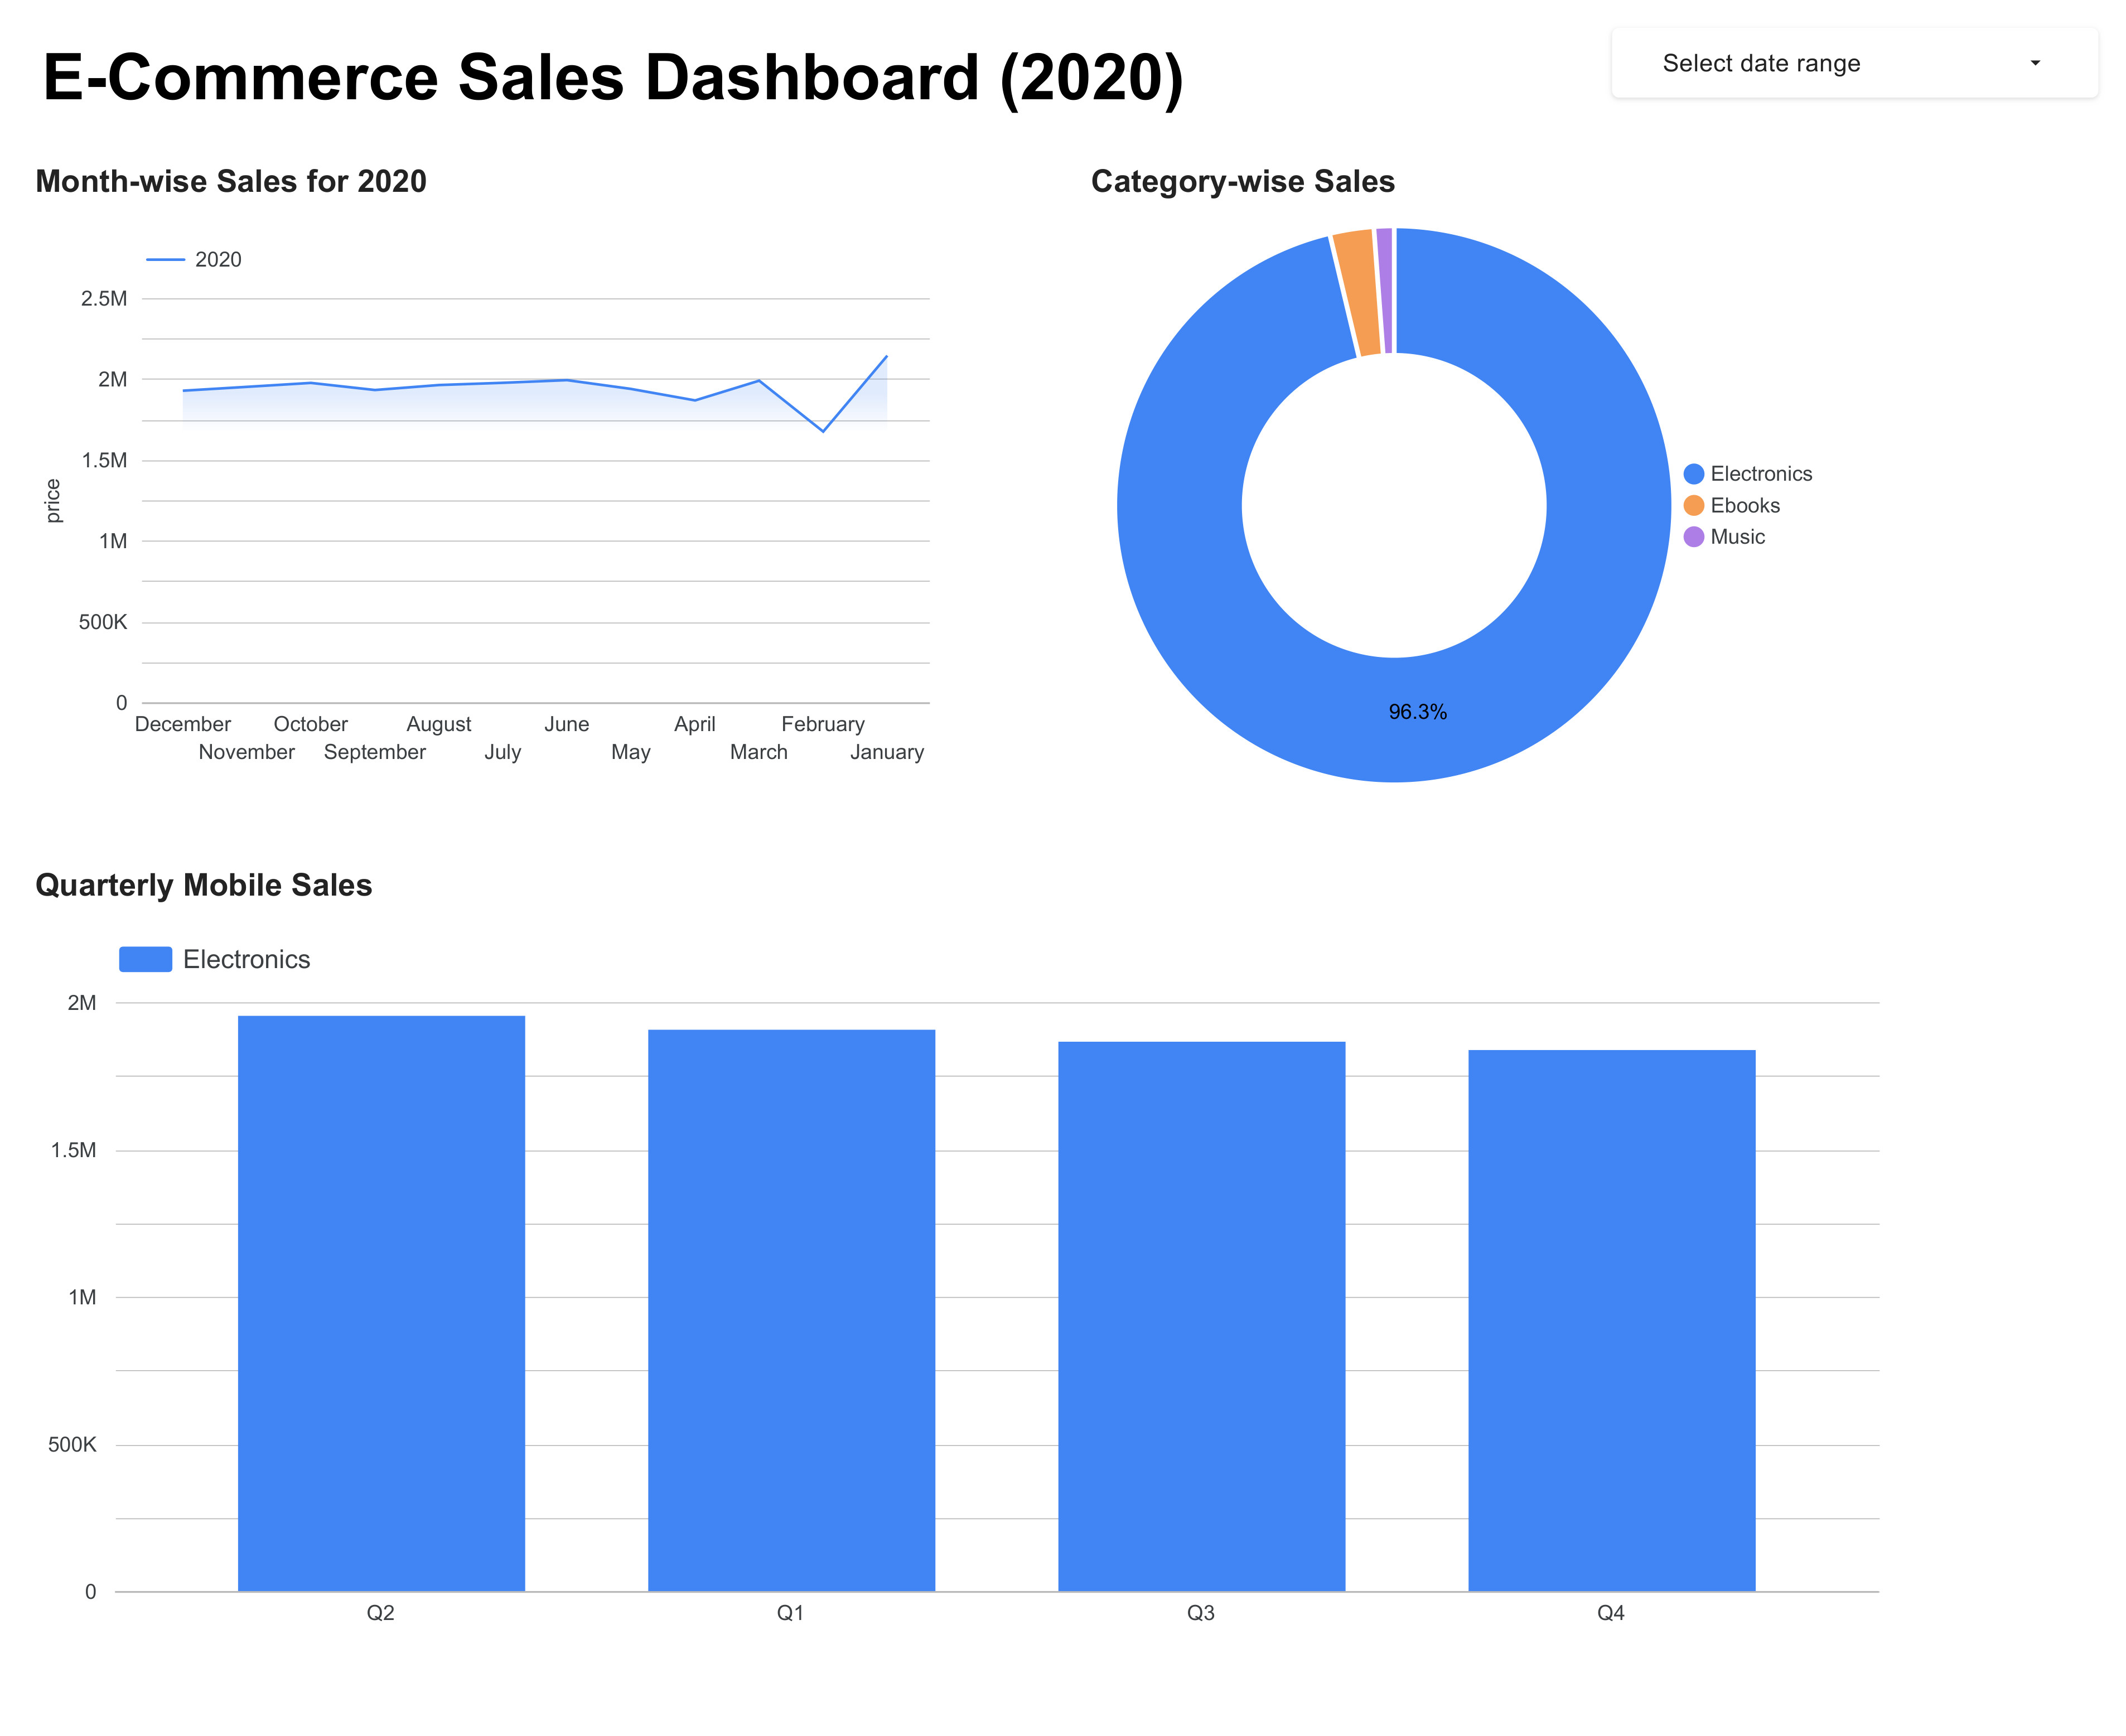 E-Commerce Sales Dashboard (2020)
Select date range
Month-wise Sales for 2020
2020
2.5M
2M
1.5M
1M
500K
0
price
December
October
August
June
April
February
November
September
July
May
March
January
Category-wise Sales
96.3%
Electronics
Ebooks
Music
Quarterly Mobile Sales
Electronics
2M
1.5M
1M
500K
0
Q2
Q1
Q3
Q4